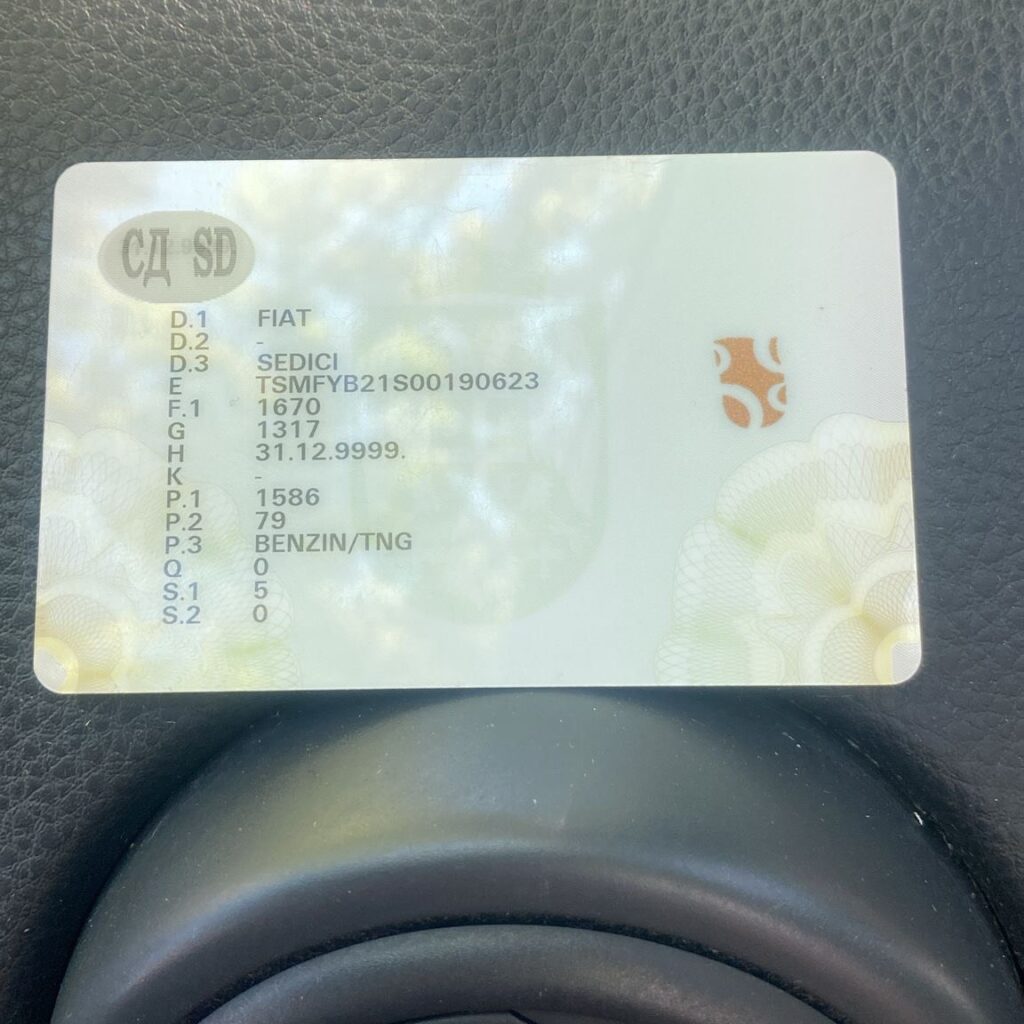 СД SD
D.1 FIAT
D.2 -
D.3 SEDICI
E TSMFYB21S00190623
F.1 1670
G 1317
H 31.12.9999.
K -
P.1 1586
P.2 79
P.3 BENZIN/TNG
Q 0
S.1 5
S.2 0